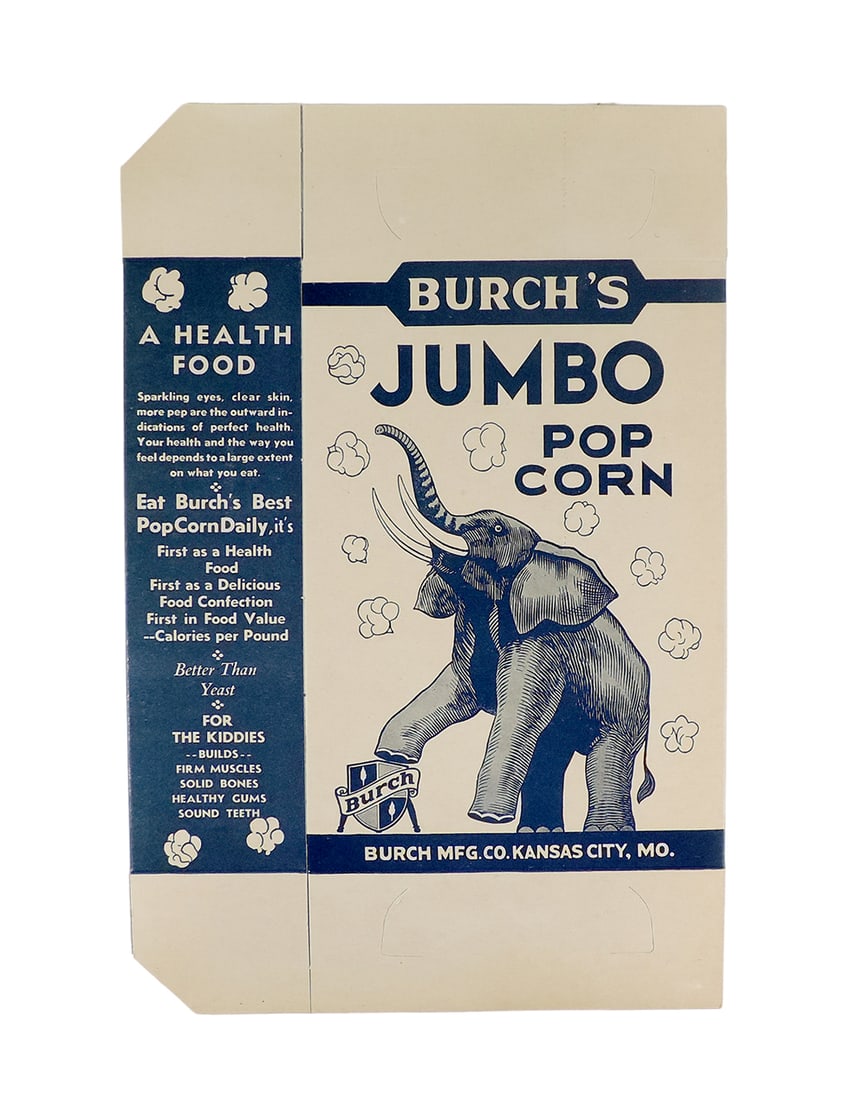 A HEALTH
FOOD
Sparkling eyes, clear skin,
more pep are the outward in-
dications of perfect health.
Your health and the way you
feel depends to a large extent
on what you eat.
Eat Burch's Best
PopCornDaily, it's
First as a Health
Food
First as a Delicious
Food Confection
First in Food Value
--Calories per Pound
Better Than
Yeast
FOR
THE KIDDIES
--BUILDS--
FIRM MUSCLES
SOLID BONES
HEALTHY GUMS
SOUND TEETH
BURCH'S
JUMBO
POP
CORN
Burch
BURCH MFG. CO. KANSAS CITY, MO.